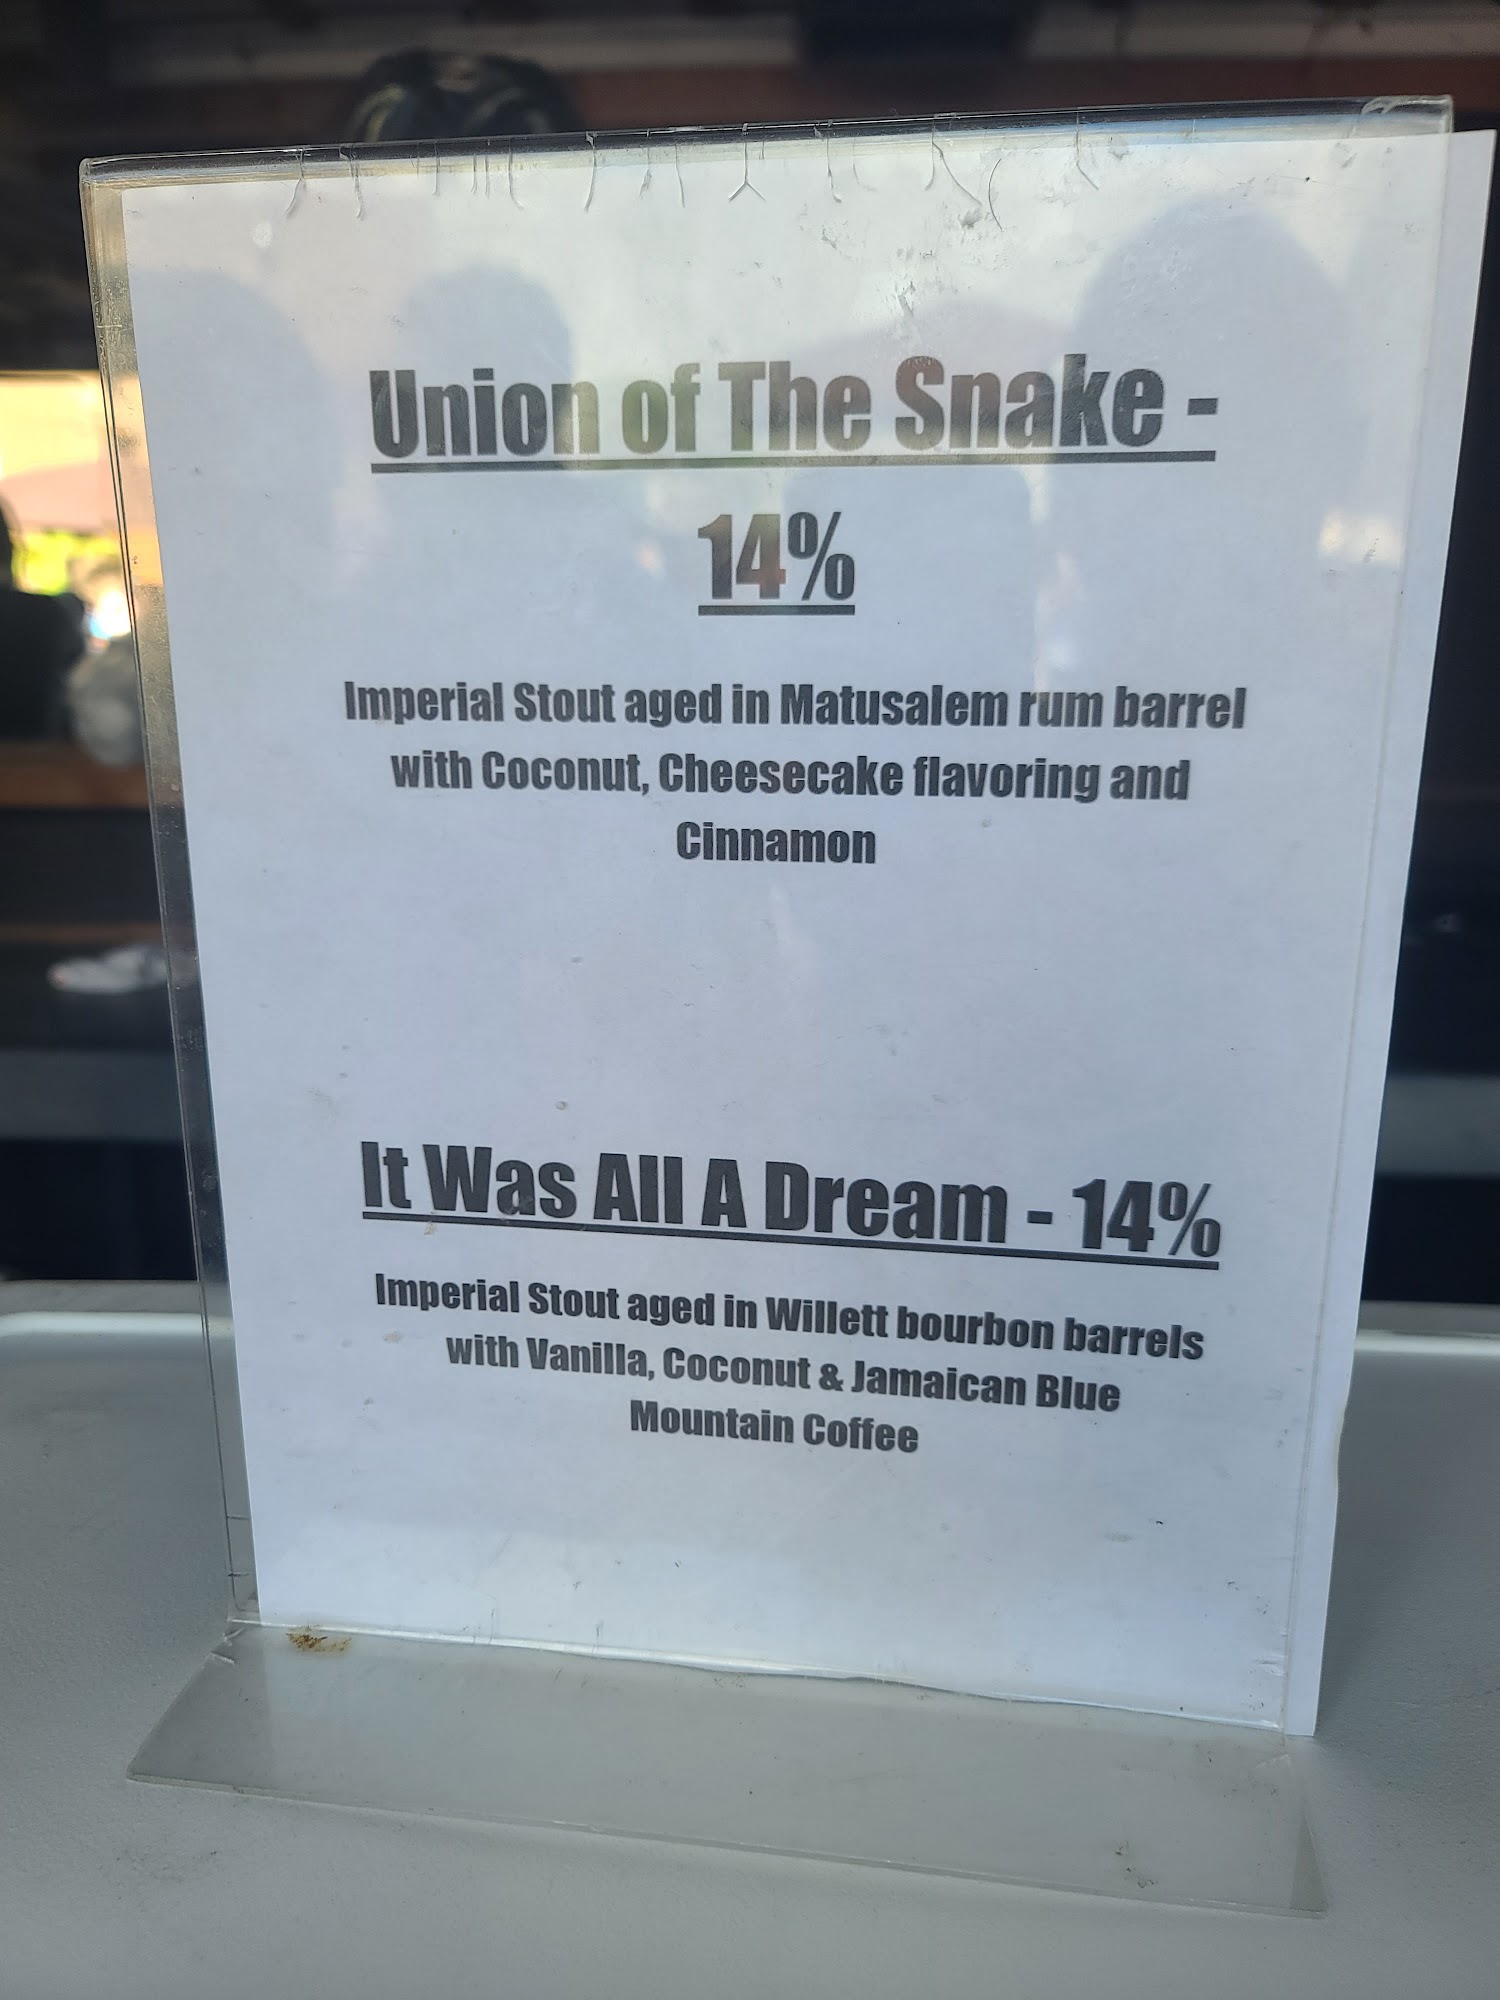 Union of The Snake -
14%
Imperial Stout aged in Matusalem rum barrel
with Coconut, Cheesecake flavoring and
Cinnamon
It Was All A Dream - 14%
Imperial Stout aged in Willett bourbon barrels
with Vanilla, Coconut & Jamaican Blue
Mountain Coffee